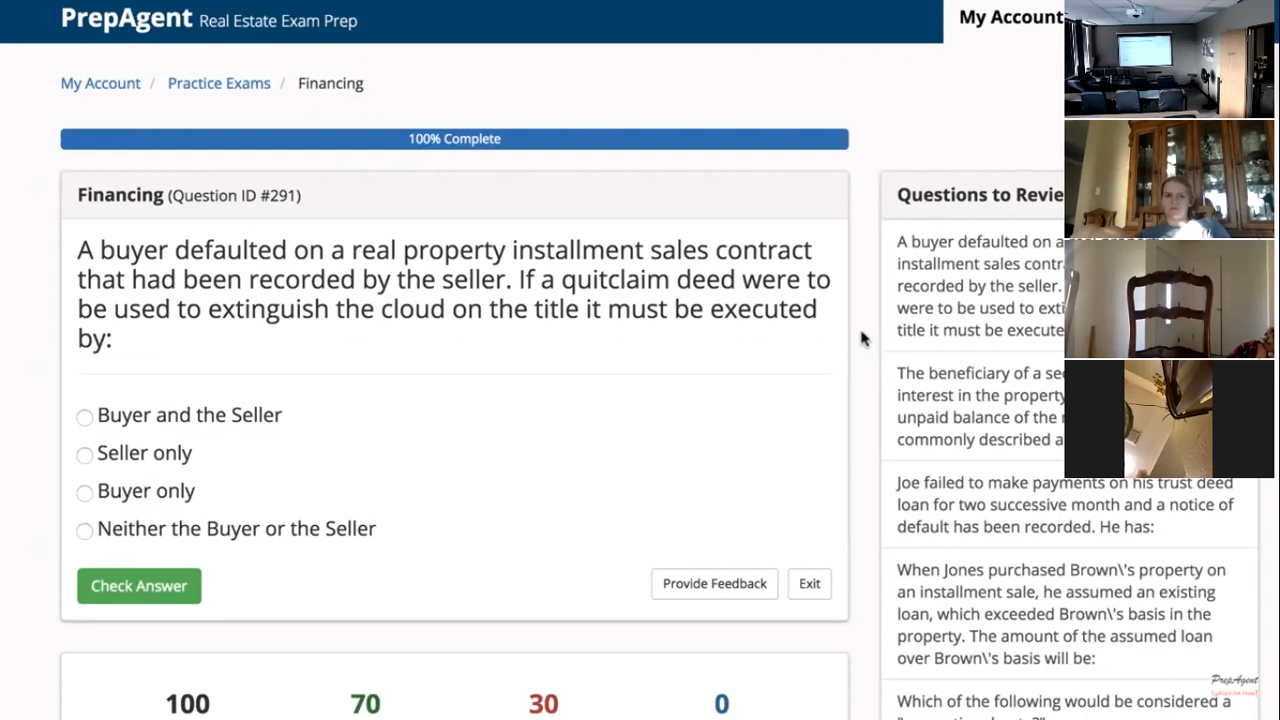 PrepAgent Real Estate Exam Prep
My Account
My Account / Practice Exams / Financing
100% Complete
Financing (Question ID #291)
A buyer defaulted on a real property installment sales contract
that had been recorded by the seller. If a quitclaim deed were to
be used to extinguish the cloud on the title it must be executed
by:
Buyer and the Seller
Seller only
Buyer only
Neither the Buyer or the Seller
Check Answer
Provide Feedback
Exit
100
70
30
0
Questions to Revie
A buyer defaulted on a
installment sales contr
recorded by the seller.
were to be used to exti
title it must be execute
The beneficiary of a se
interest in the property
unpaid balance of the
commonly described a
Joe failed to make payments on his trust deed
loan for two successive month and a notice of
default has been recorded. He has:
When Jones purchased Brown\'s property on
an installment sale, he assumed an existing
loan, which exceeded Brown\'s basis in the
property. The amount of the assumed loan
over Brown\'s basis will be:
Which of the following would be considered a
PrepAgent